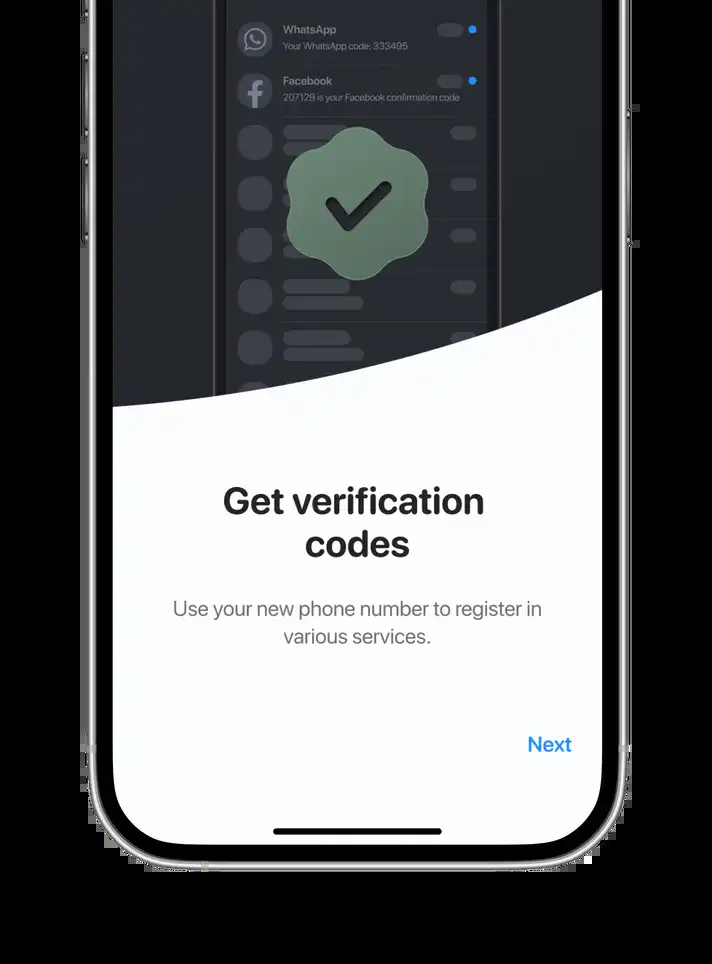 WhatsApp
Your WhatsApp code: 333495
Facebook
207129 is your Facebook confirmation code
Get verification
codes
Use your new phone number to register in
various services.
Next